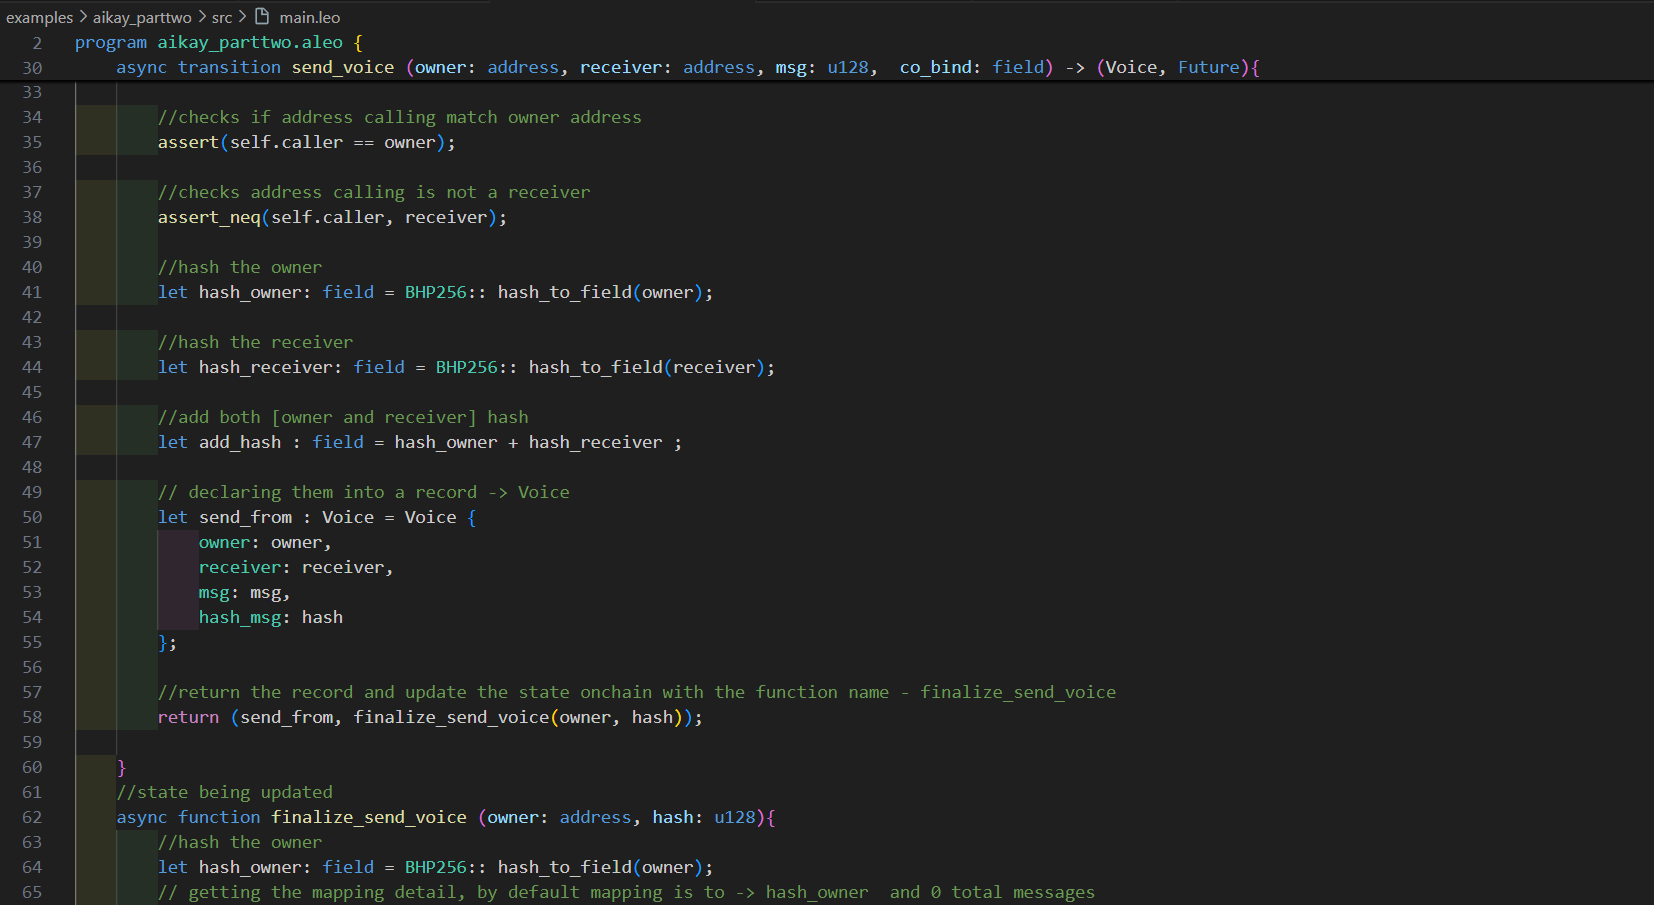 examples > aikay_parttwo > src > main.leo
2 program aikay_parttwo.aleo {
30 async transition send_voice (owner: address, receiver: address, msg: u128,  co_bind: field) -> (Voice, Future){
33
34 //checks if address calling match owner address
35 assert(self.caller == owner);
36
37 //checks address calling is not a receiver
38 assert_neq(self.caller, receiver);
39
40 //hash the owner
41 let hash_owner: field = BHP256:: hash_to_field(owner);
42
43 //hash the receiver
44 let hash_receiver: field = BHP256:: hash_to_field(receiver);
45
46 //add both [owner and receiver] hash
47 let add_hash : field = hash_owner + hash_receiver ;
48
49 // declaring them into a record -> Voice
50 let send_from : Voice = Voice {
51 owner: owner,
52 receiver: receiver,
53 msg: msg,
54 hash_msg: hash
55 };
56
57 //return the record and update the state onchain with the function name - finalize_send_voice
58 return (send_from, finalize_send_voice(owner, hash));
59
60 }
61 //state being updated
62 async function finalize_send_voice (owner: address, hash: u128){
63 //hash the owner
64 let hash_owner: field = BHP256:: hash_to_field(owner);
65 // getting the mapping detail, by default mapping is to -> hash_owner  and 0 total messages